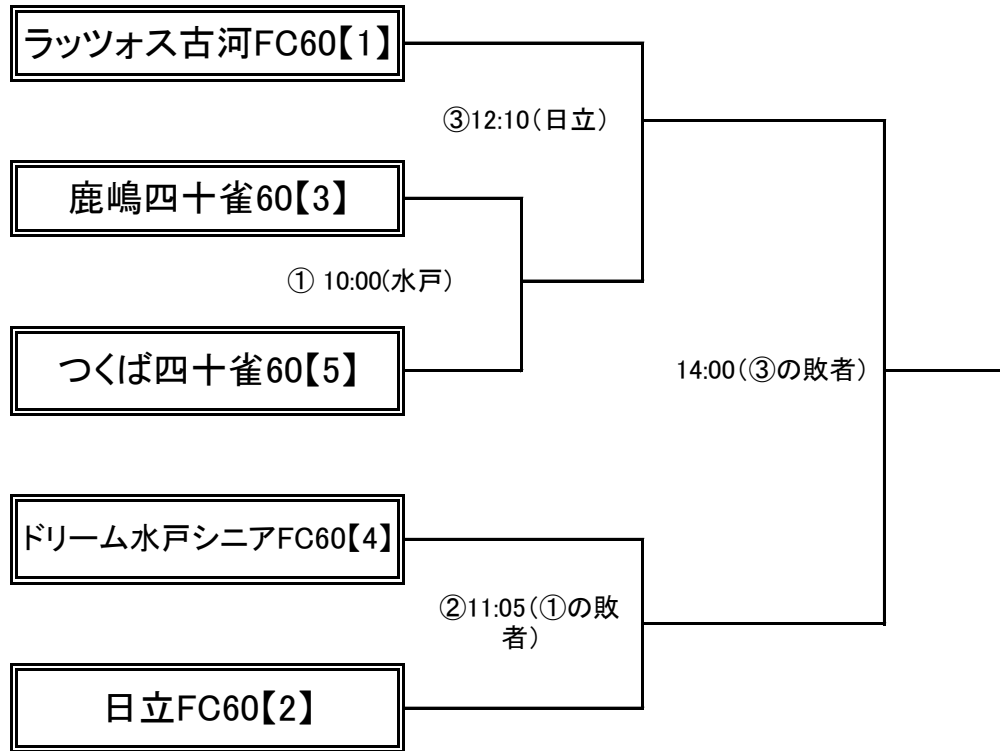 ラッツォス古河FC60【1】
③12:10(日立)
鹿嶋四十雀60【3】
① 10:00(水戸)
つくば四十雀60【5】
14:00(③の敗者)
ドリーム水戸シニアFC60【4】
②11:05(①の敗
者)
日立FC60【2】